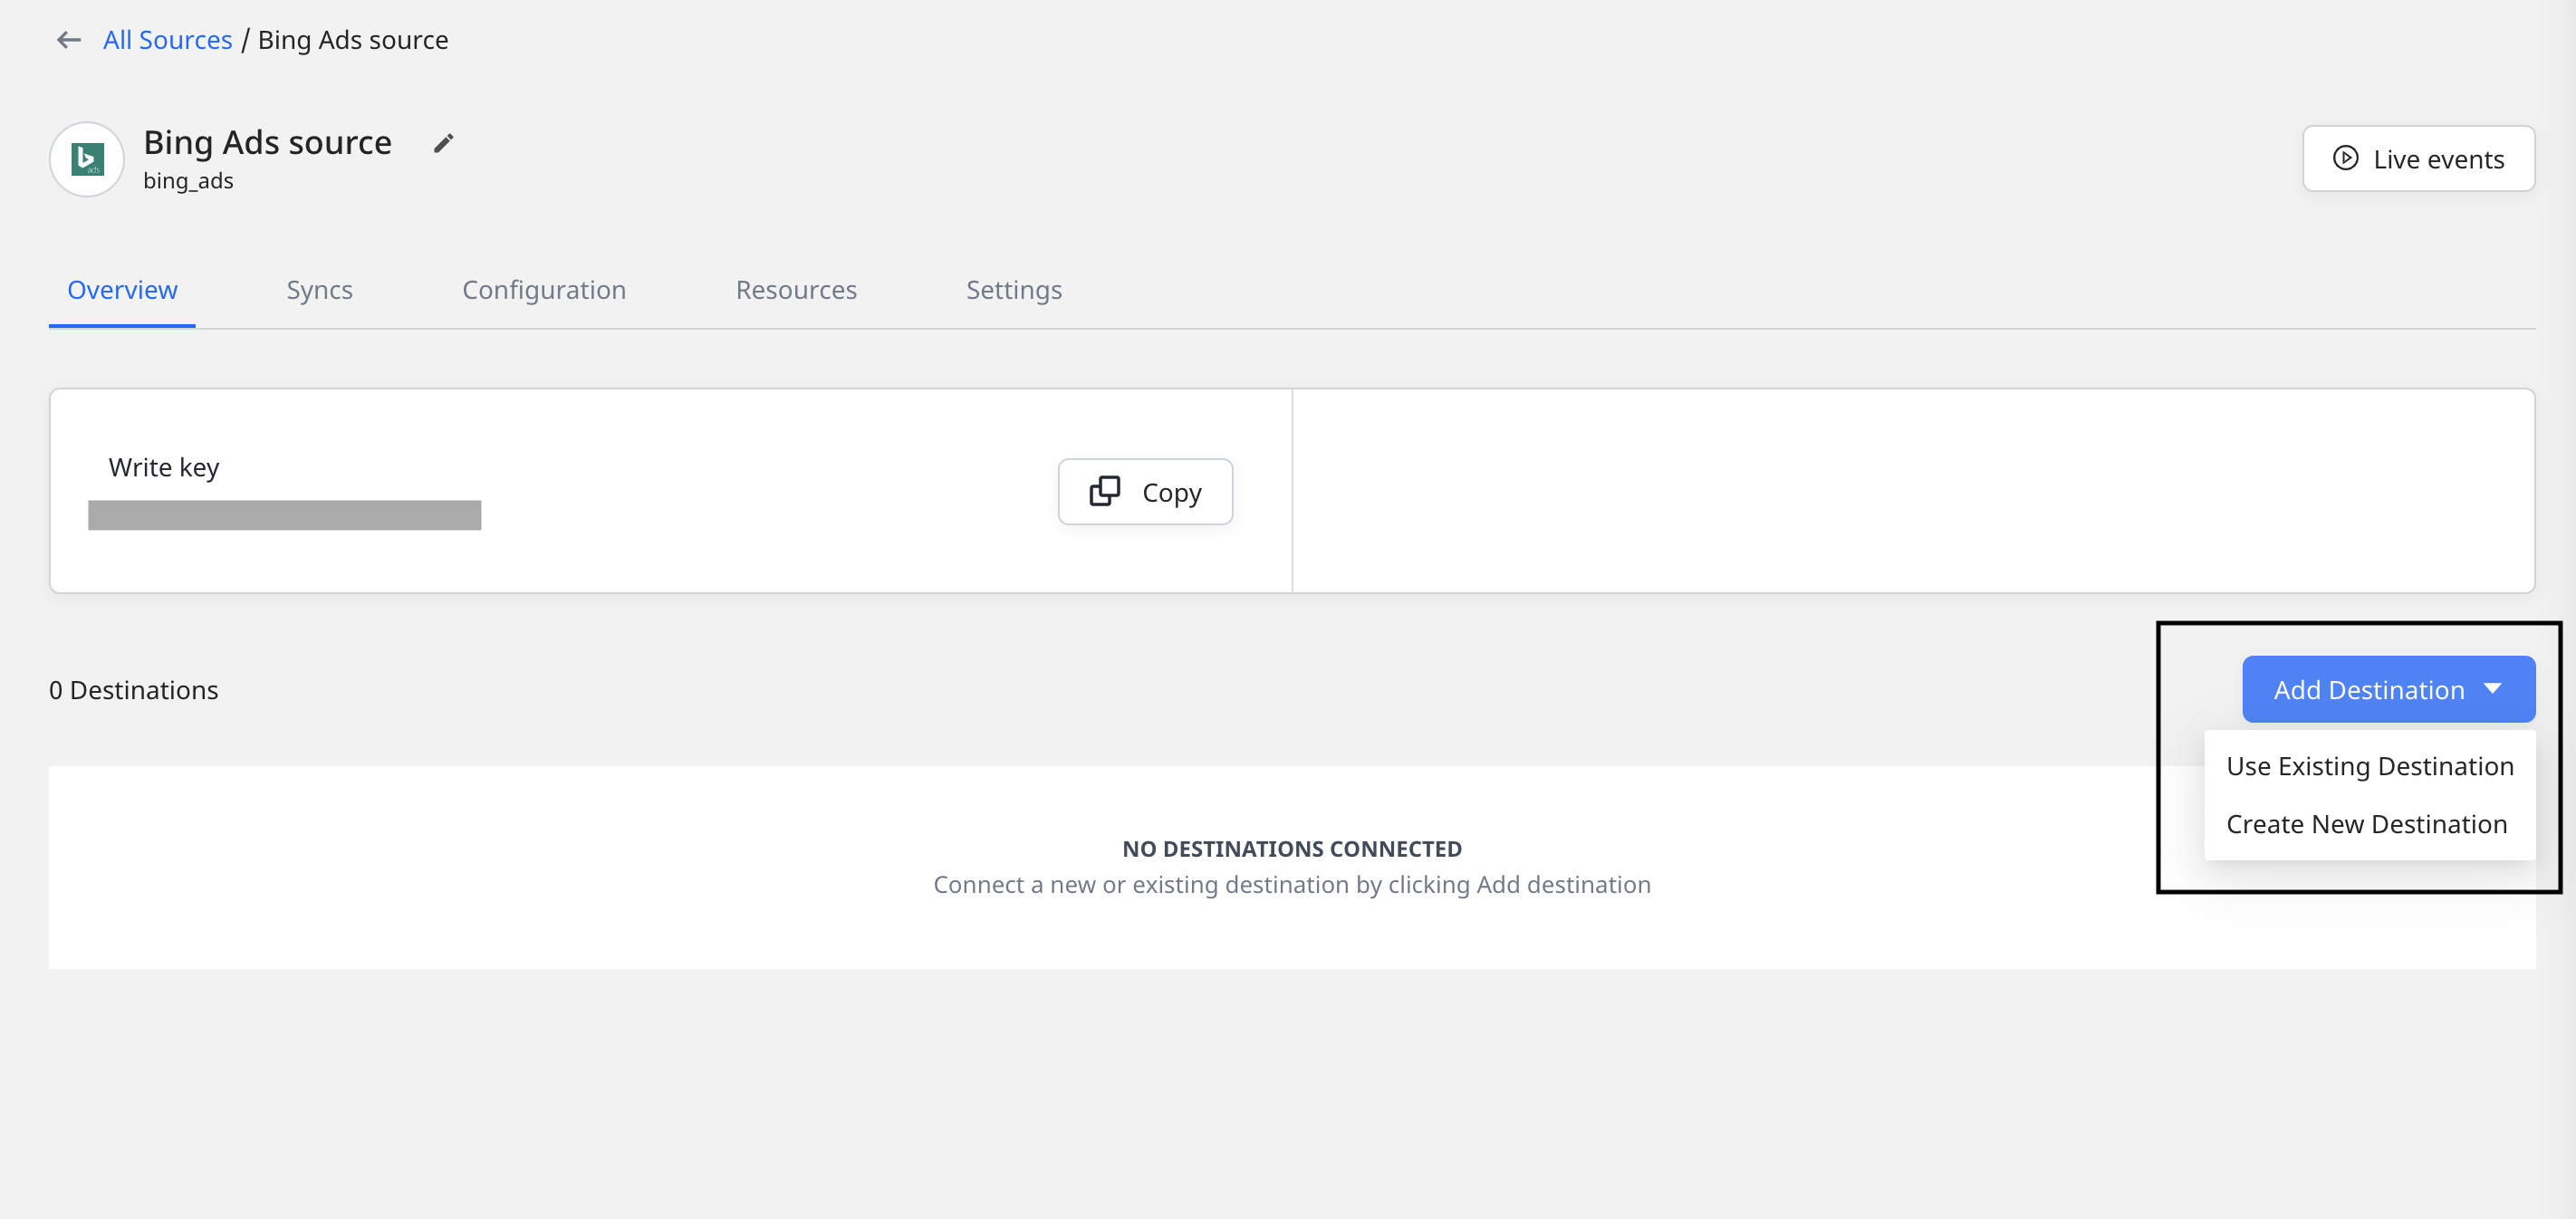 All Sources / Bing Ads source
Bing Ads source
bing_ads
ads
Live events
Overview
Syncs
Configuration
Resources
Settings
Write key
Copy
0 Destinations
Add Destination
Use Existing Destination
Create New Destination
NO DESTINATIONS CONNECTED
Connect a new or existing destination by clicking Add destination